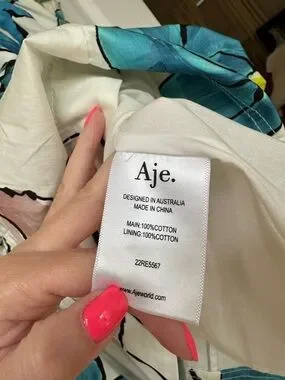 Aje.
DESIGNED IN AUSTRALIA
MADE IN CHINA
MAIN:100%COTTON
LINING:100%COTTON
22RE5567
www.Ajeworld.com